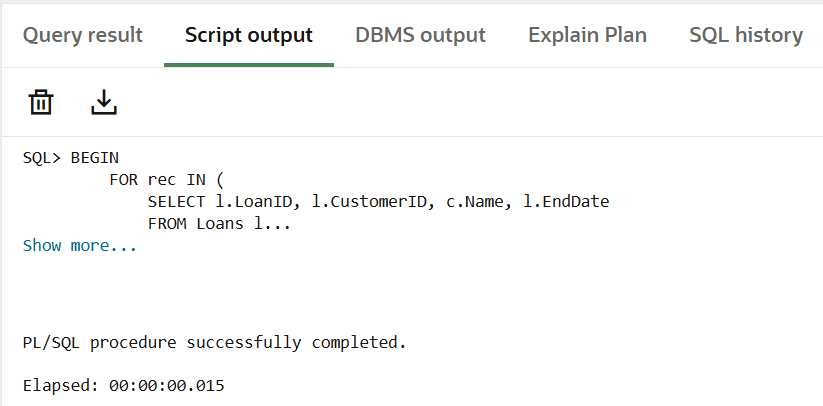 Query result Script output DBMS output Explain Plan SQL history
SQL> BEGIN
FOR rec IN (
SELECT l.LoanID, l.CustomerID, c.Name, l.EndDate
FROM Loans l...
Show more...
PL/SQL procedure successfully completed.
Elapsed: 00:00:00.015